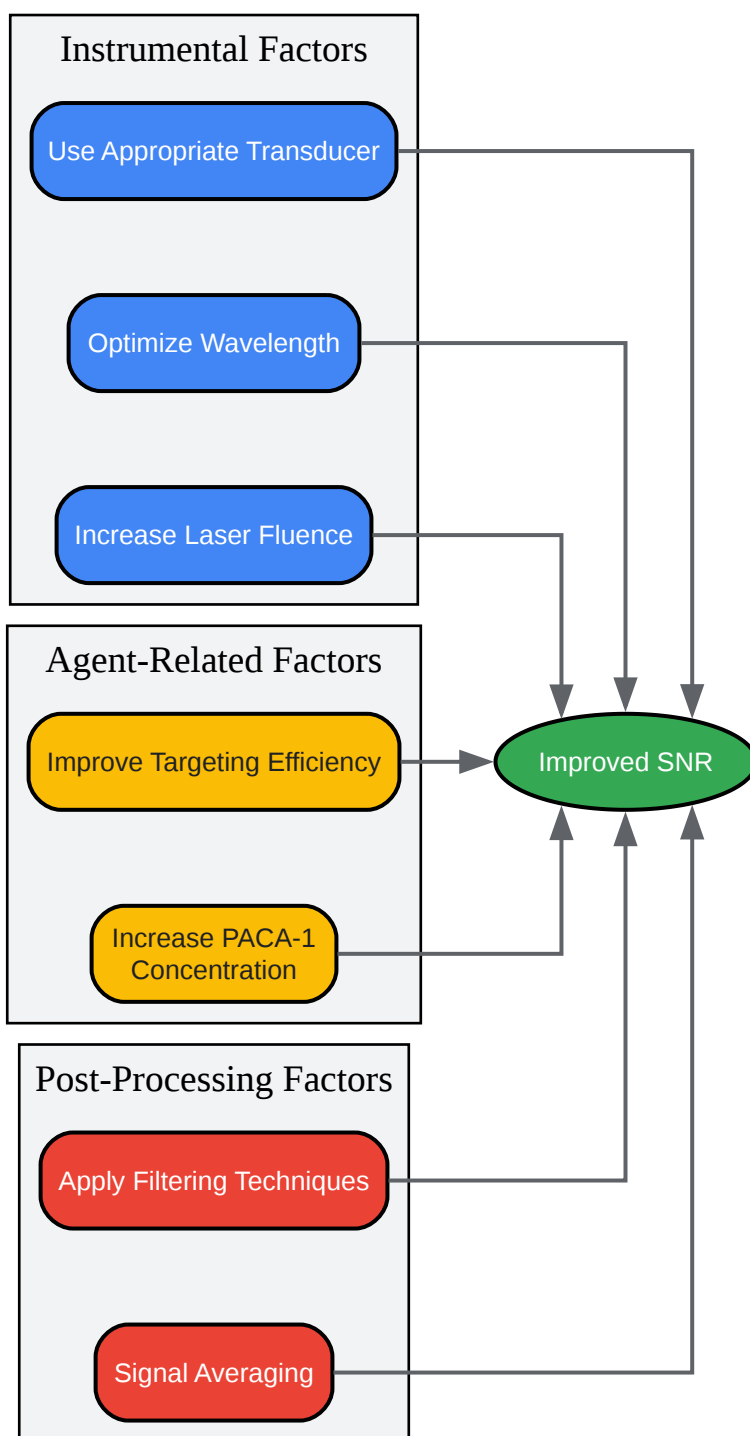 Instrumental Factors
Use Appropriate Transducer
Optimize Wavelength
Increase Laser Fluence
Agent-Related Factors
Improve Targeting Efficiency
Improved SNR
Increase PACA-1
Concentration
Post-Processing Factors
Apply Filtering Techniques
Signal Averaging